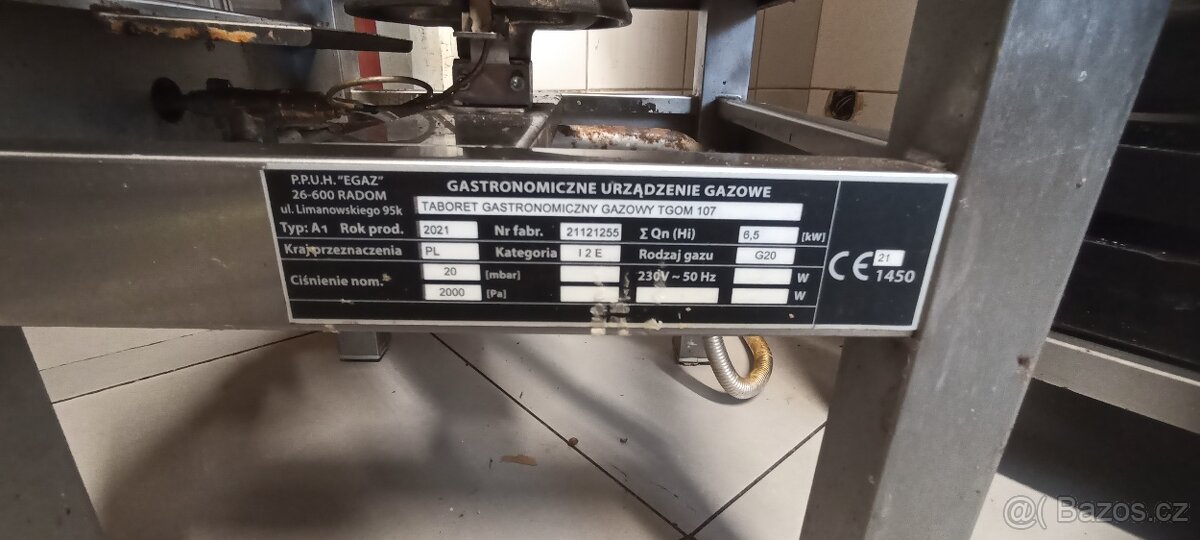 P.P.U.H. "EGAZ"
26-600 RADOM
ul. Limanowskiego 95k
GASTRONOMICZNE URZĄDZENIE GAZOWE
TABORET GASTRONOMICZNY GAZOWY TGOM 107
Typ: A1 Rok prod. 2021 Nr fabr. 21121255 Σ Qn (Hi) 6,5 [kW]
Kraj przeznaczenia PL Kategoria I 2 E Rodzaj gazu G20
Ciśnienie nom. 20 [mbar] 230V ~ 50 Hz W
2000 [Pa] W
CE 21
1450
@( Bazos.cz